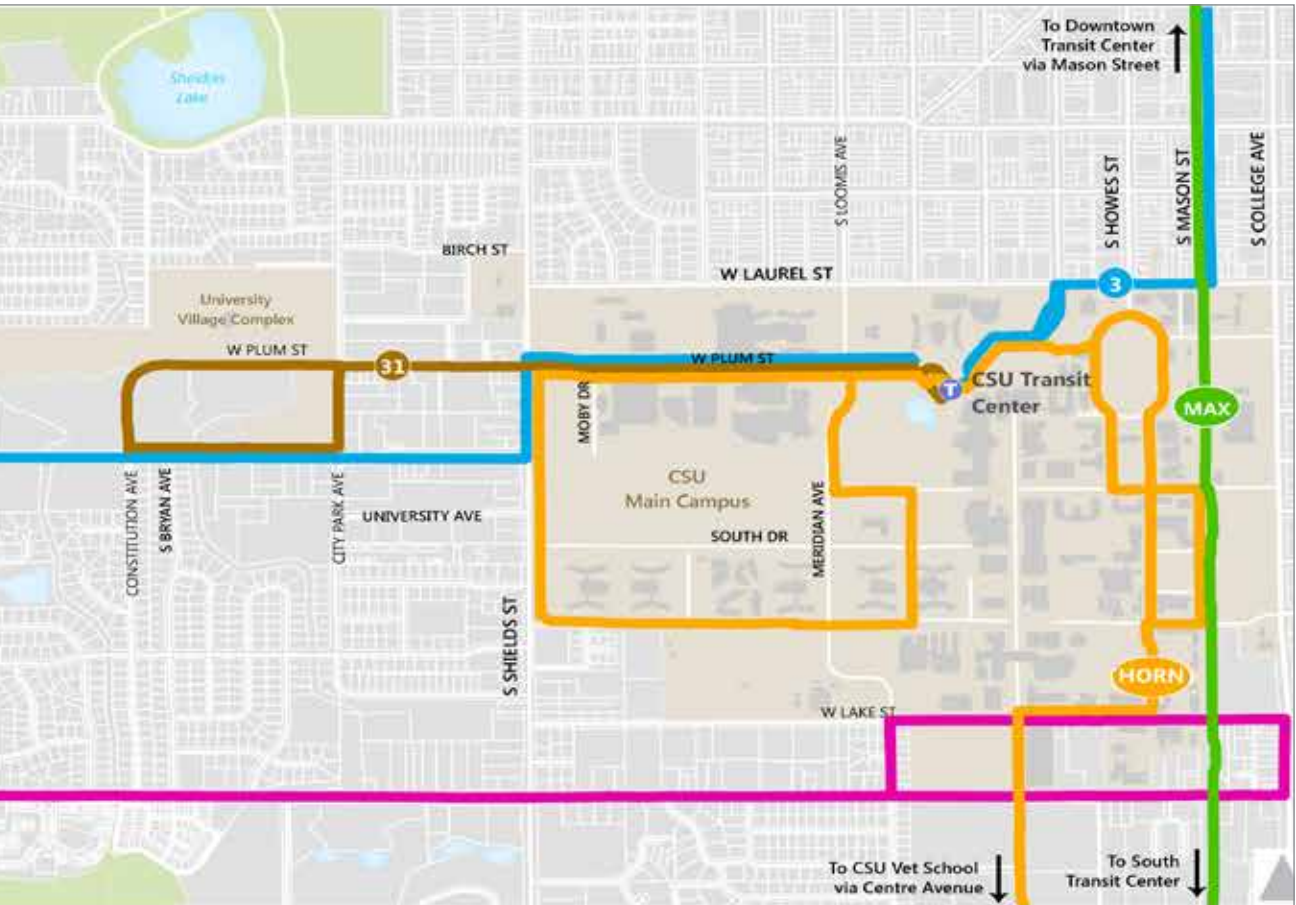 To Downtown
Transit Center
via Mason Street
Sheldon
Lake
S LOOMIS AVE
S HOWES ST
S MASON ST
S COLLEGE AVE
BIRCH ST
W LAUREL ST
3
University
Village Complex
W PLUM ST
31
W PLUM ST
T
CSU Transit
Center
MAX
MOBY DR
CSU
Main Campus
CONSTITUTION AVE
S BRYAN AVE
CITY PARK AVE
UNIVERSITY AVE
SOUTH DR
MERIDIAN AVE
S SHIELDS ST
HORN
W LAKE ST
To CSU Vet School
via Centre Avenue
To South
Transit Center